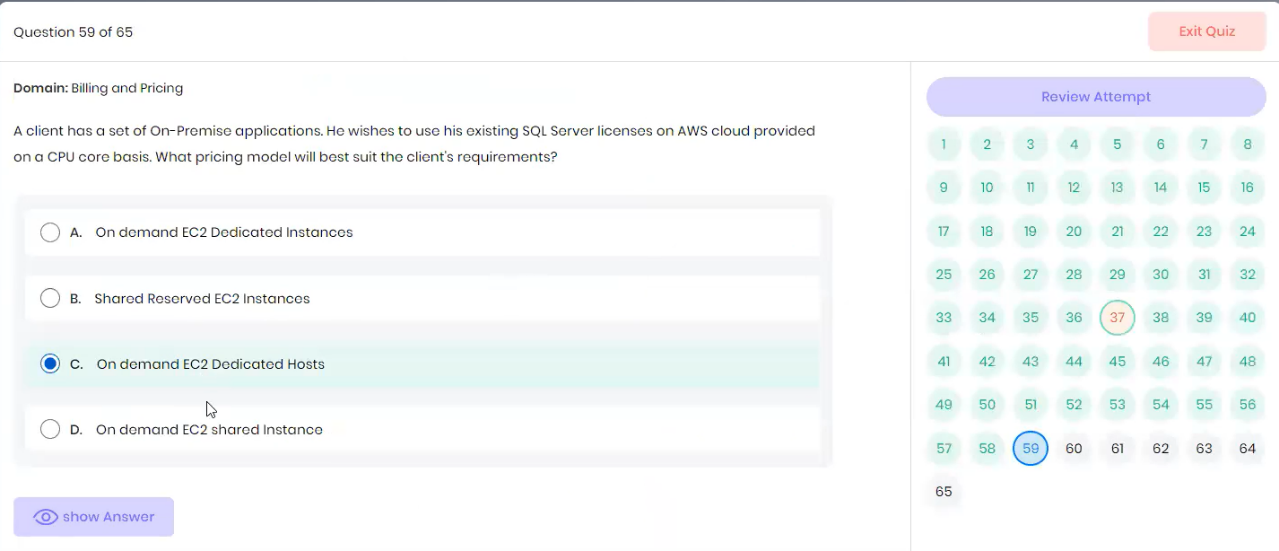 Question 59 of 65
Exit Quiz
Domain: Billing and Pricing
A client has a set of On-Premise applications. He wishes to use his existing SQL Server licenses on AWS cloud provided
on a CPU core basis. What pricing model will best suit the client's requirements?
A. On demand EC2 Dedicated Instances
B. Shared Reserved EC2 Instances
C. On demand EC2 Dedicated Hosts
D. On demand EC2 shared Instance
show Answer
Review Attempt
1 2 3 4 5 6 7 8
9 10 11 12 13 14 15 16
17 18 19 20 21 22 23 24
25 26 27 28 29 30 31 32
33 34 35 36 37 38 39 40
41 42 43 44 45 46 47 48
49 50 51 52 53 54 55 56
57 58 59 60 61 62 63 64
65